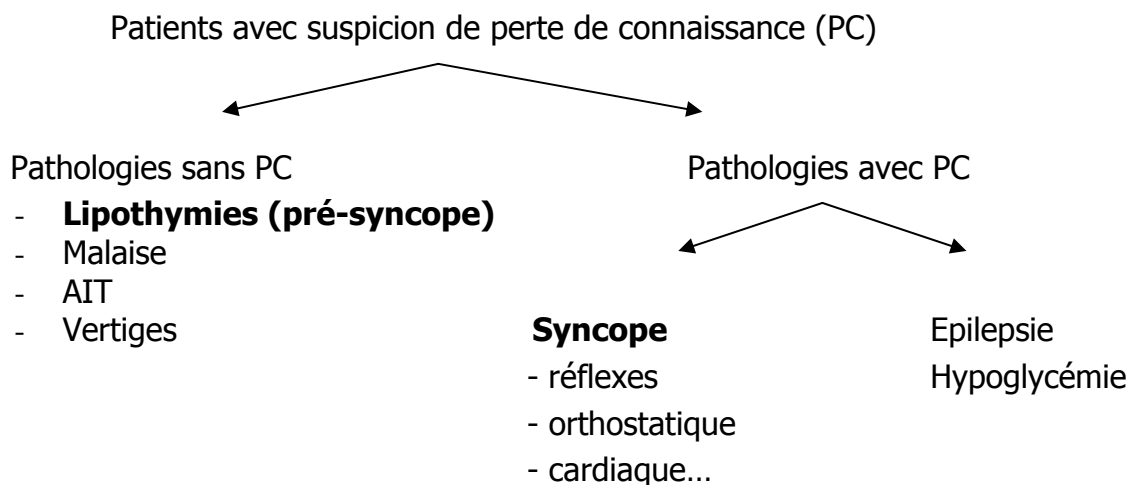 Patients avec suspicion de perte de connaissance (PC)
Pathologies sans PC
- Lipothymies (pré-syncope)
- Malaise
- AIT
- Vertiges
Pathologies avec PC
Syncope
- réflexes
- orthostatique
- cardiaque…
Epilepsie
Hypoglycémie